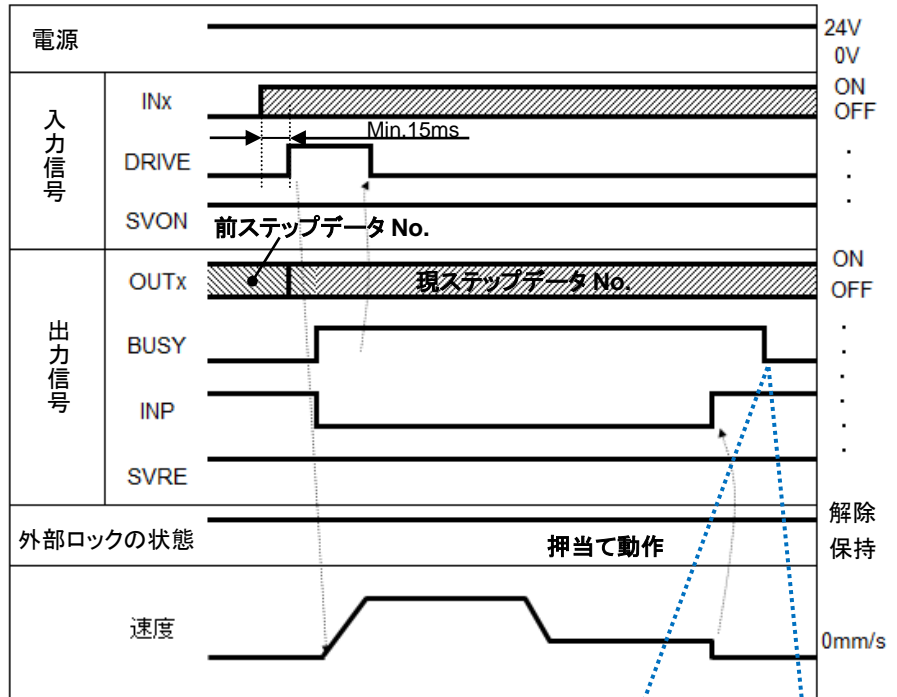 電源
24V
0V
入力信号
INx
ON
OFF
Min.15ms
DRIVE
.
.
.
SVON
前ステップデータ No.
出力信号
OUTx
現ステップデータ No.
ON
OFF
BUSY
.
.
.
INP
.
.
.
SVRE
外部ロックの状態
押当て動作
解除
保持
速度
0mm/s